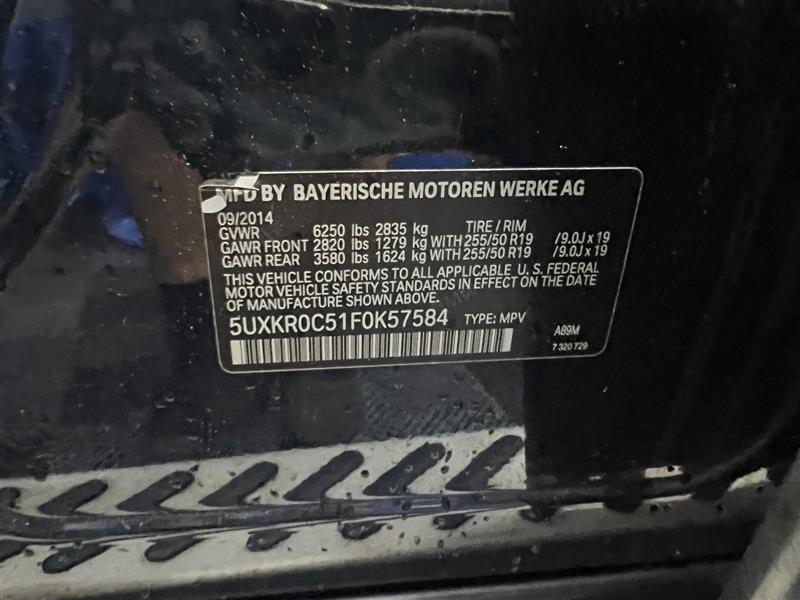 MFD BY BAYERISCHE MOTOREN WERKE AG
09/2014
GVWR 6250 lbs 2835 kg TIRE / RIM
GAWR FRONT 2820 lbs 1279 kg WITH 255/50 R19 /9.0J x 19
GAWR REAR 3580 lbs 1624 kg WITH 255/50 R19 /9.0J x 19
THIS VEHICLE CONFORMS TO ALL APPLICABLE U. S. FEDERAL
MOTOR VEHICLE SAFETY STANDARDS IN EFFECT ON THE DATE
OF MANUFACTURE SHOWN ABOVE.
5UXKR0C51F0K57584 TYPE: MPV
A89M
7 320 729